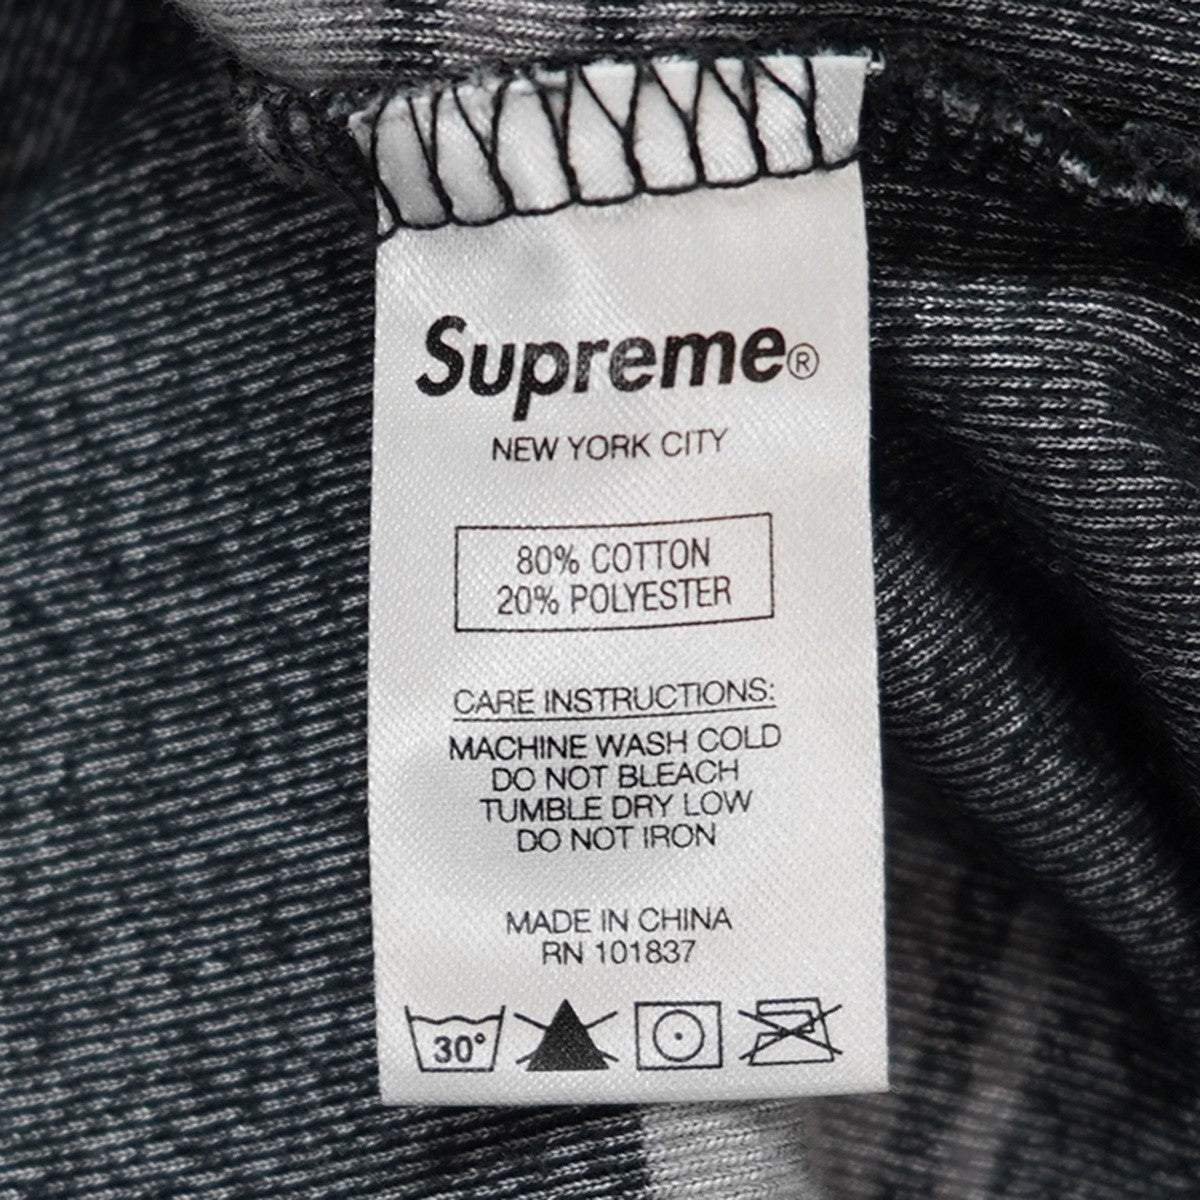 Supreme®
NEW YORK CITY
80% COTTON
20% POLYESTER
CARE INSTRUCTIONS:
MACHINE WASH COLD
DO NOT BLEACH
TUMBLE DRY LOW
DO NOT IRON
MADE IN CHINA
RN 101837
30°